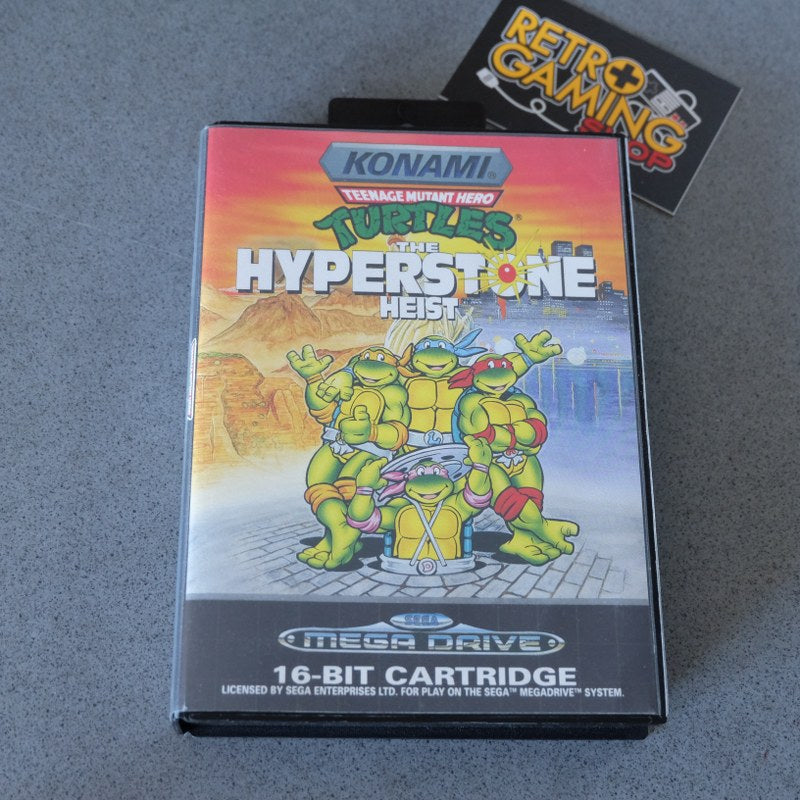 RETRO
GAMING
SHOP
KONAMI®
TEENAGE MUTANT HERO
TURTLES®
THE
HYPERSTONE
HEIST
SEGA
MEGA DRIVE
16-BIT CARTRIDGE
LICENSED BY SEGA ENTERPRISES LTD. FOR PLAY ON THE SEGA™ MEGADRIVE™ SYSTEM.